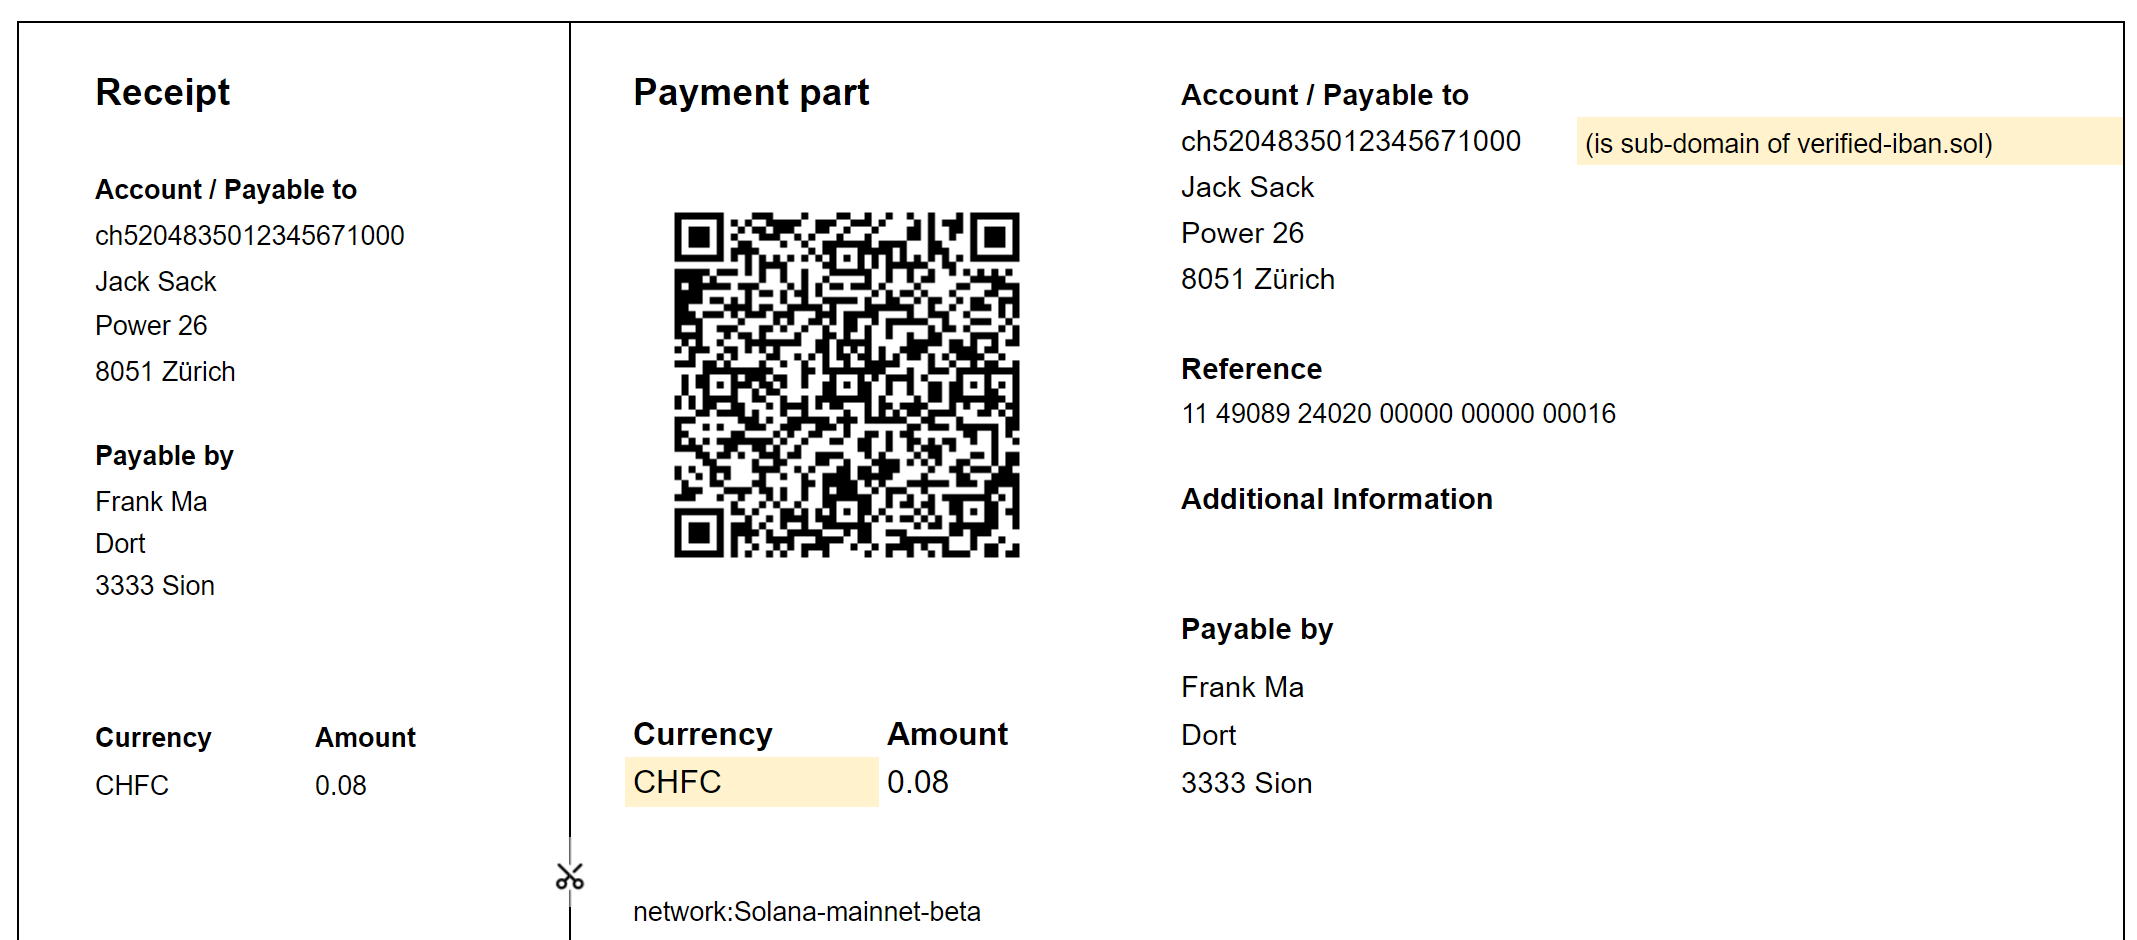 Receipt
Account / Payable to
ch5204835012345671000
Jack Sack
Power 26
8051 Zürich
Payable by
Frank Ma
Dort
3333 Sion
Currency Amount
CHFC 0.08
Payment part
Currency Amount
CHFC 0.08
network:Solana-mainnet-beta
Account / Payable to
ch5204835012345671000 (is sub-domain of verified-iban.sol)
Jack Sack
Power 26
8051 Zürich
Reference
11 49089 24020 00000 00000 00016
Additional Information
Payable by
Frank Ma
Dort
3333 Sion